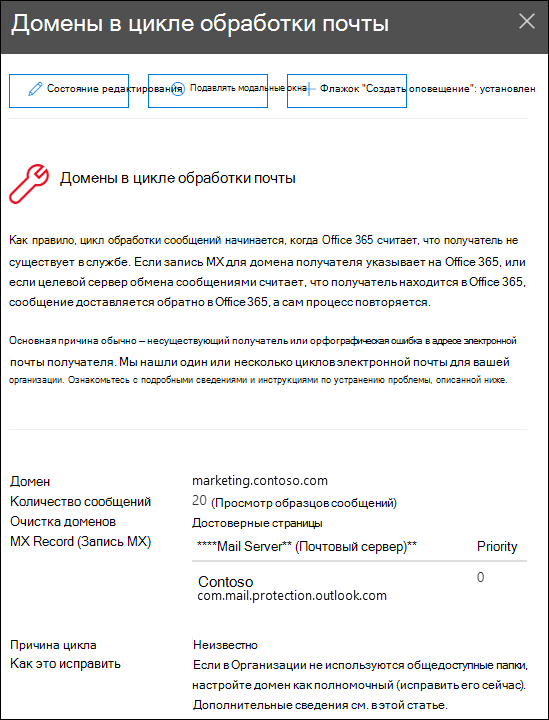 Домены в цикле обработки почты
Состояние редактирования Подавлять модальные окна Флажок "Создать оповещение": установлен
Домены в цикле обработки почты
Как правило, цикл обработки сообщений начинается, когда Office 365 считает, что получатель не
существует в службе. Если запись MX для домена получателя указывает на Office 365, или
если целевой сервер обмена сообщениями считает, что получатель находится в Office 365,
сообщение доставляется обратно в Office 365, а сам процесс повторяется.
Основная причина обычно – несуществующий получатель или орфографическая ошибка в адресе электронной
почты получателя. Мы нашли один или несколько циклов электронной почты для вашей
организации. Ознакомьтесь с подробными сведениями и инструкциями по устранению проблемы, описанной ниже.
Домен marketing.contoso.com
Количество сообщений 20 (Просмотр образцов сообщений)
Очистка доменов Достоверные страницы
MX Record (Запись MX) ****Mail Server** (Почтовый сервер)** Priority
Contoso 0
com.mail.protection.outlook.com
Причина цикла Неизвестно
Как это исправить Если в Организации не используются общедоступные папки,
настройте домен как полномочный (исправить его сейчас).
Дополнительные сведения см. в этой статье.